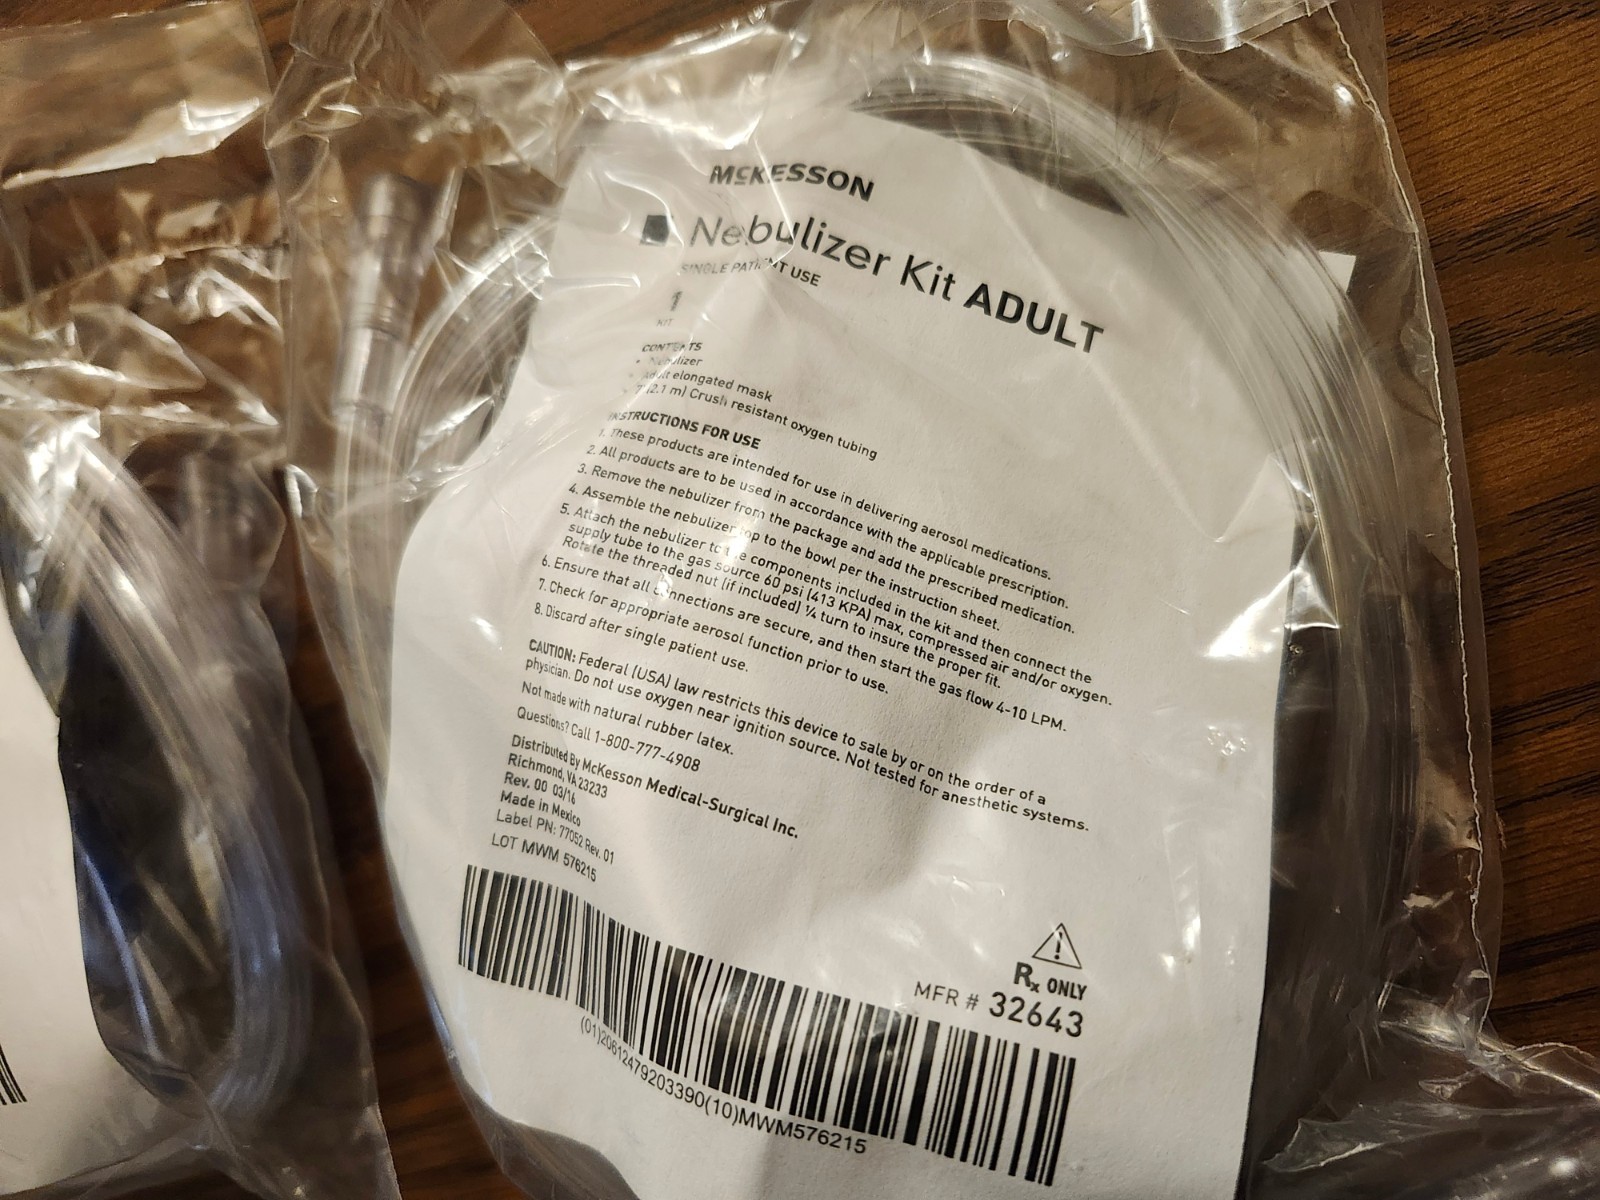 McKESSON
Nebulizer Kit ADULT
SINGLE PATIENT USE
1
KIT
CONTENTS
• Nebulizer
• Adult elongated mask
• 7' (2.1 m) Crush resistant oxygen tubing
INSTRUCTIONS FOR USE
1. These products are intended for use in delivering aerosol medications.
2. All products are to be used in accordance with the applicable prescription.
3. Remove the nebulizer from the package and add the prescribed medication.
4. Assemble the nebulizer top to the bowl per the instruction sheet.
5. Attach the nebulizer to the components included in the kit and then connect the
supply tube to the gas source 60 psi (413 KPA) max, compressed air and/or oxygen.
Rotate the threaded nut (if included) ¼ turn to insure the proper fit.
6. Ensure that all connections are secure, and then start the gas flow 4-10 LPM.
7. Check for appropriate aerosol function prior to use.
8. Discard after single patient use.
CAUTION: Federal (USA) law restricts this device to sale by or on the order of a
physician. Do not use oxygen near ignition source. Not tested for anesthetic systems.
Not made with natural rubber latex.
Questions? Call 1-800-777-4908
Distributed By McKesson Medical-Surgical Inc.
Richmond, VA 23233
Rev. 00 03/16
Made in Mexico
Label PN: 77052 Rev. 01
LOT MWM 576215
Rx ONLY
MFR # 32643
(01)20612479203390(10)MWM576215